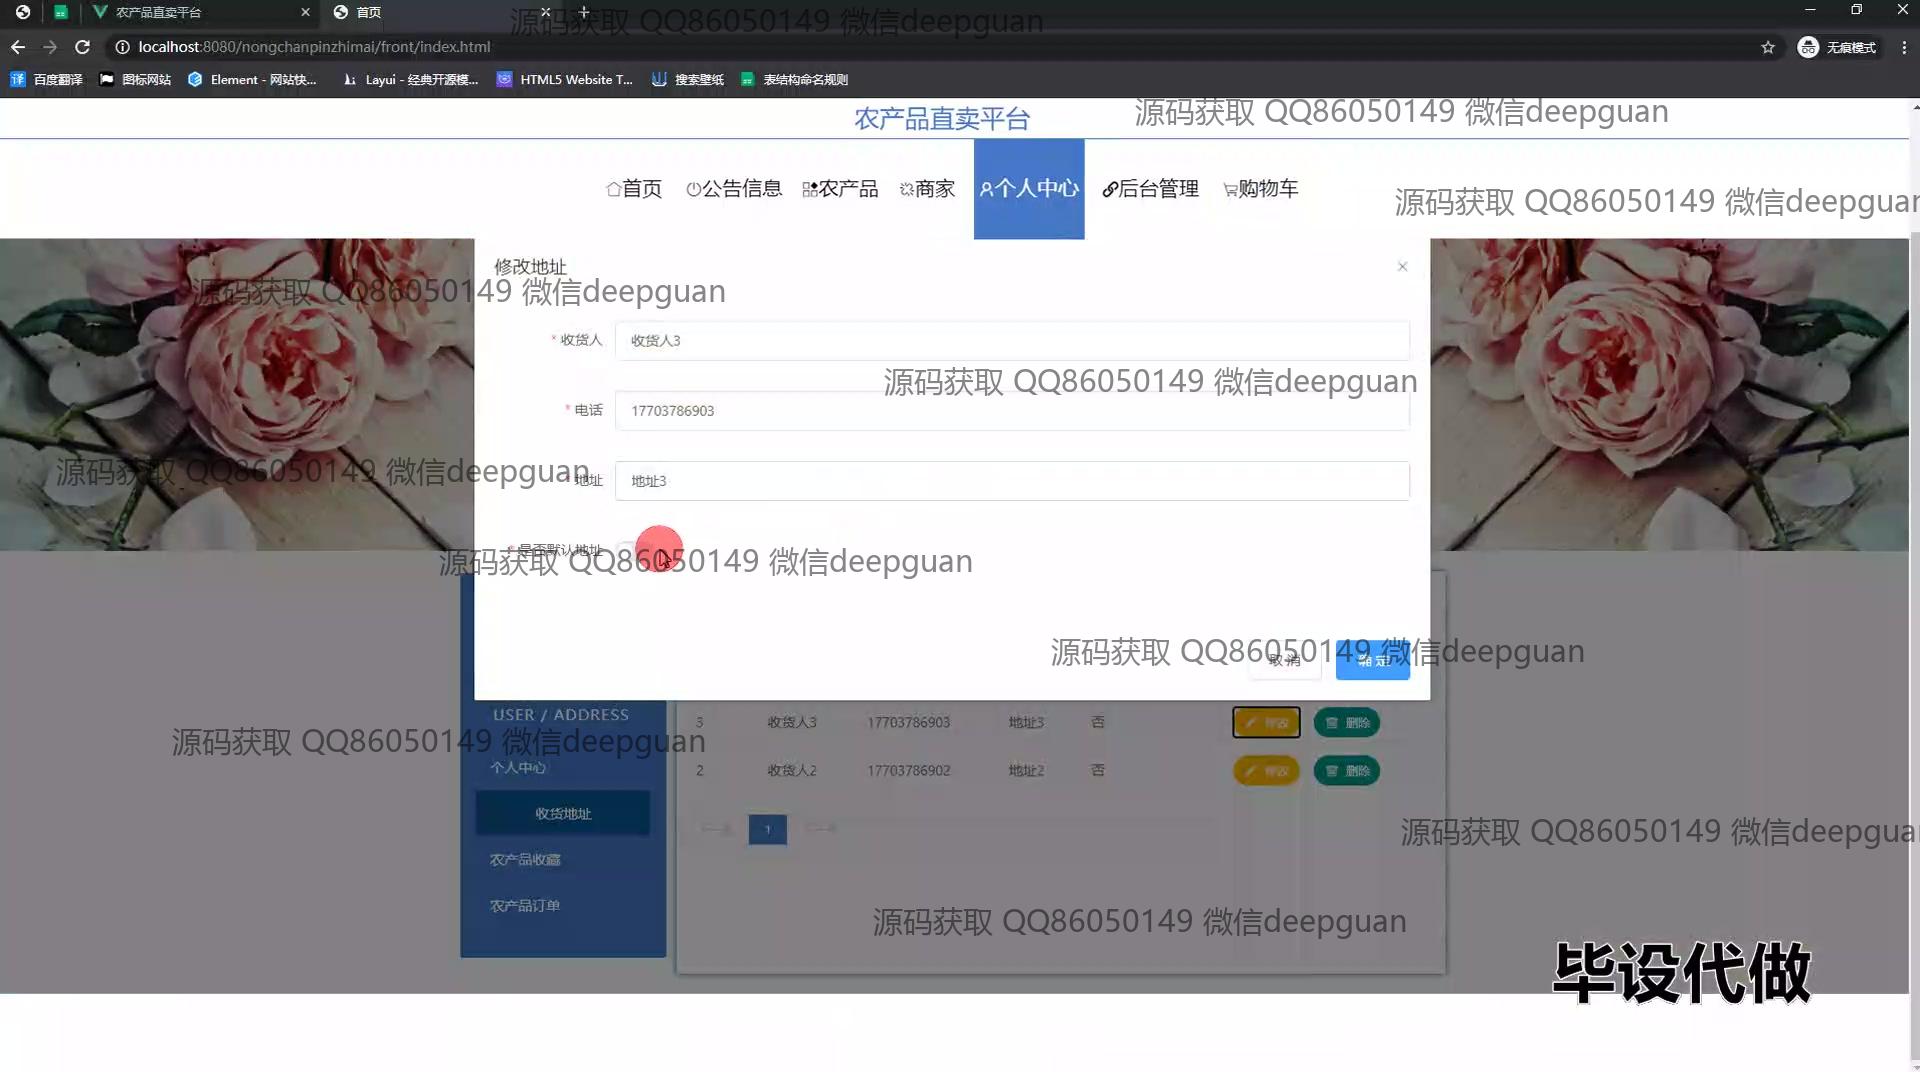 农产品直卖平台
首页
localhost:8080/nongchanpinzhimai/front/index.html
无痕模式
百度翻译
图标网站
Element - 网站快...
Layui - 经典开源模...
HTML5 Website T...
搜索壁纸
表结构命名规则
源码获取 QQ86050149 微信deepguan
农产品直卖平台
源码获取 QQ86050149 微信deepguan
首页
公告信息
农产品
商家
个人中心
后台管理
购物车
源码获取 QQ86050149 微信deepguan
修改地址
源码获取 QQ86050149 微信deepguan
* 收货人
收货人3
源码获取 QQ86050149 微信deepguan
* 电话
17703786903
源码获取 QQ86050149 微信deepguan
* 地址
地址3
* 是否默认地址
源码获取 QQ86050149 微信deepguan
源码获取 QQ86050149 微信deepguan
取消
确定
USER / ADDRESS
3 收货人3 17703786903 地址3 否 修改 删除
源码获取 QQ86050149 微信deepguan
个人中心
2 收货人2 17703786902 地址2 否 修改 删除
收货地址
1
源码获取 QQ86050149 微信deepguan
农产品收藏
农产品订单
源码获取 QQ86050149 微信deepguan
毕设代做